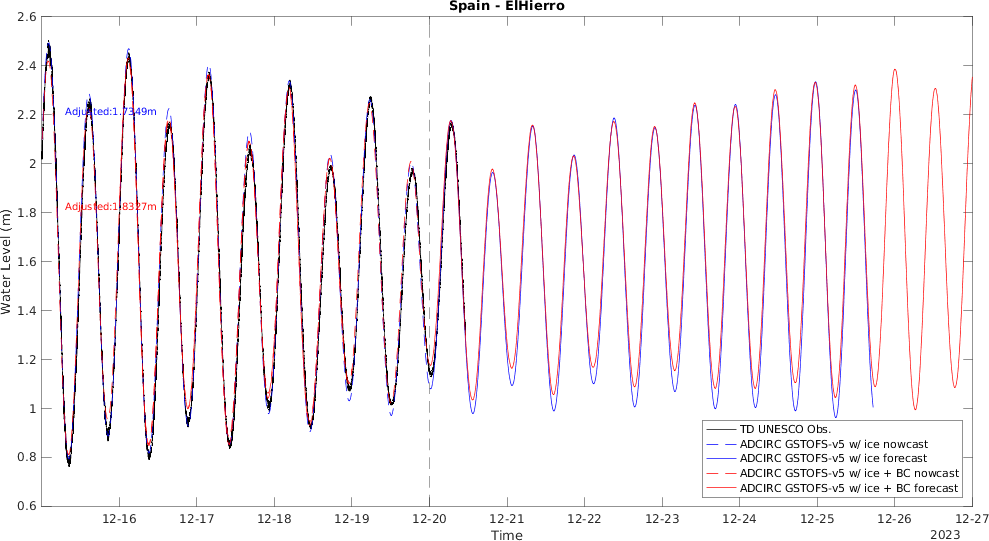 Spain - ElHierro
2.6
2.4
2.2
2
1.8
1.6
1.4
1.2
1
0.8
0.6
Water Level (m)
Adjusted:1.7349m
Adjusted:1.8327m
TD UNESCO Obs.
ADCIRC GSTOFS-v5 w/ ice nowcast
ADCIRC GSTOFS-v5 w/ ice forecast
ADCIRC GSTOFS-v5 w/ ice + BC nowcast
ADCIRC GSTOFS-v5 w/ ice + BC forecast
12-16 12-17 12-18 12-19 12-20 12-21 12-22 12-23 12-24 12-25 12-26 12-27
Time
2023